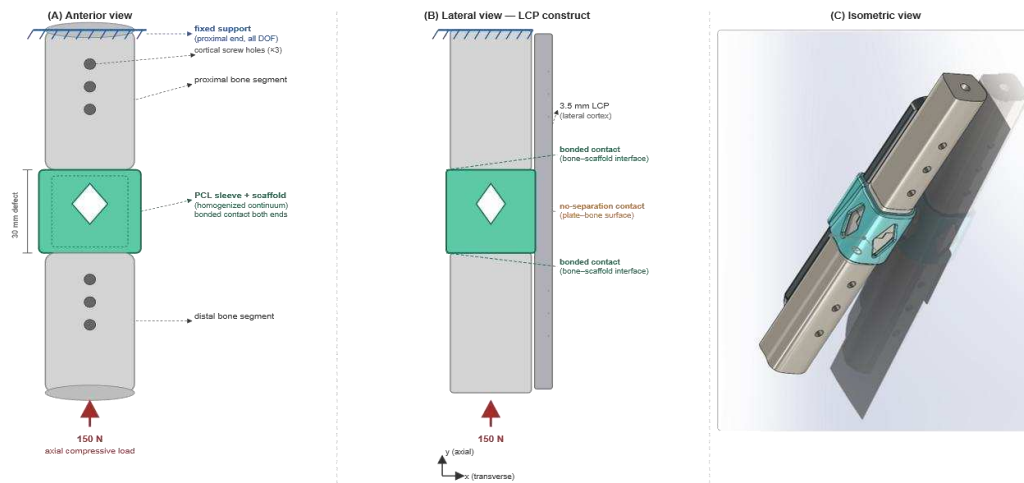 (A) Anterior view
fixed support
(proximal end, all DOF)
cortical screw holes (×3)
proximal bone segment
30 mm defect
PCL sleeve + scaffold
(homogenized continuum)
bonded contact both ends
distal bone segment
150 N
axial compressive load
(B) Lateral view — LCP construct
3.5 mm LCP
(lateral cortex)
bonded contact
(bone–scaffold interface)
no-separation contact
(plate–bone surface)
bonded contact
(bone–scaffold interface)
150 N
y (axial)
x (transverse)
(C) Isometric view